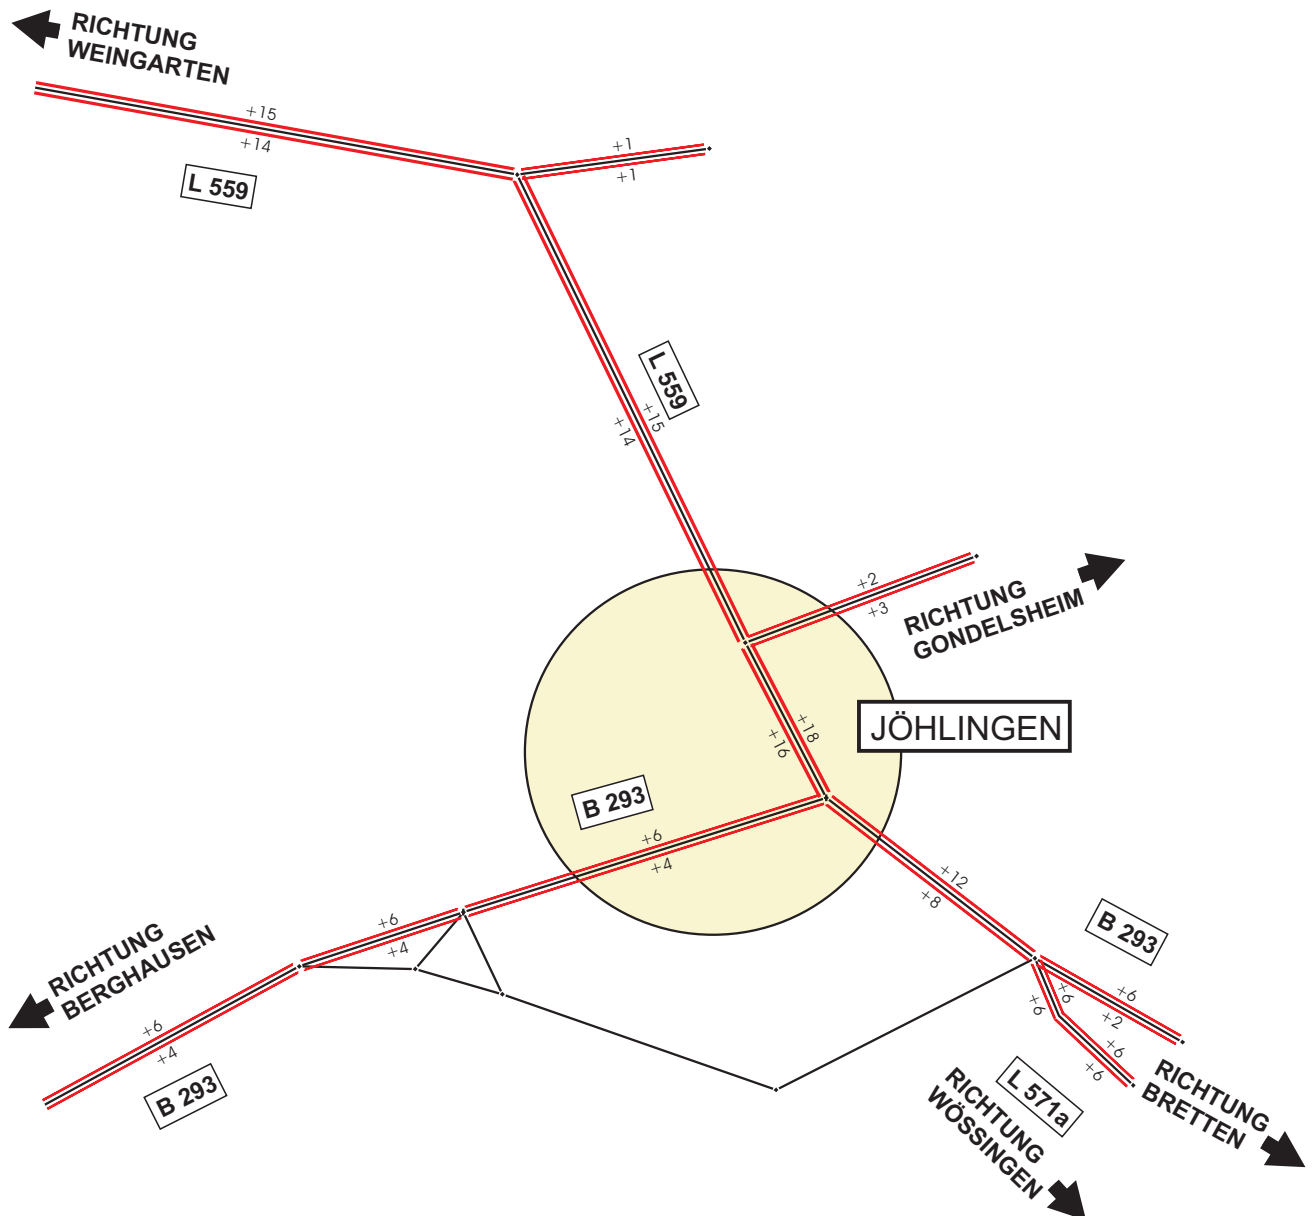 RICHTUNG
WEINGARTEN
+15
+14
L 559
+1
+1
L 559
+15
+14
+2
+3
RICHTUNG
GONDELSHEIM
JÖHLINGEN
+18
+16
B 293
+6
+4
+12
+8
B 293
+6
+4
RICHTUNG
BERGHAUSEN
+6
+4
B 293
+6
+6
+6
+2
+6
+6
L 571a
RICHTUNG
BRETTEN
RICHTUNG
WÖSSINGEN